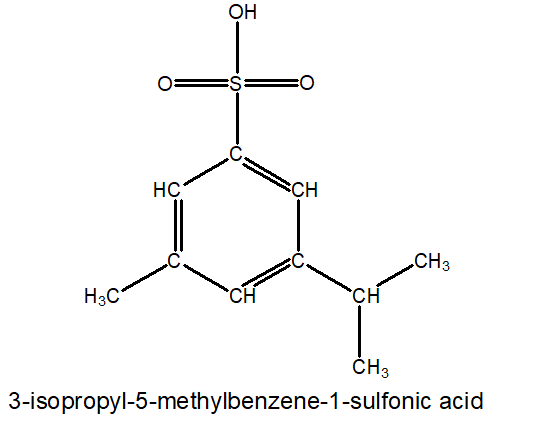 OH
O S O
C
HC CH
C C
H₃C CH CH CH₃
CH₃
3-isopropyl-5-methylbenzene-1-sulfonic acid